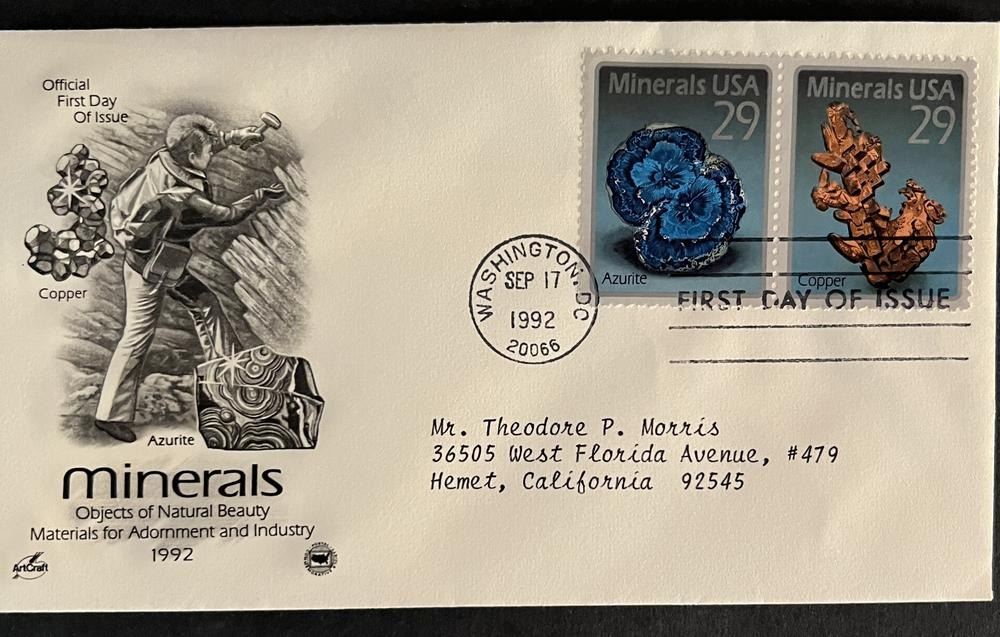 Official
First Day
Of Issue
Copper
Azurite
minerals
Objects of Natural Beauty
Materials for Adornment and Industry
1992
ArtCraft
Minerals USA
29
Azurite
Minerals USA
29
Copper
WASHINGTON, DC
SEP 17
1992
20066
FIRST DAY OF ISSUE
Mr. Theodore P. Morris
36505 West Florida Avenue, #479
Hemet, California 92545